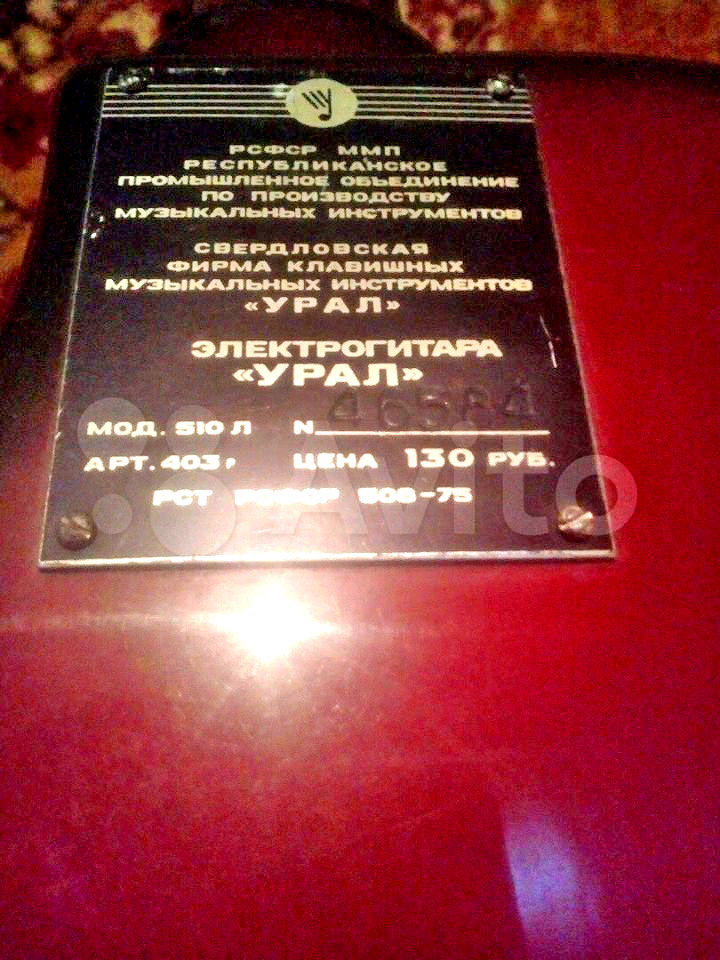 РСФСР ММП
РЕСПУБЛИКАНСКОЕ
ПРОМЫШЛЕННОЕ ОБЪЕДИНЕНИЕ
ПО ПРОИЗВОДСТВУ
МУЗЫКАЛЬНЫХ ИНСТРУМЕНТОВ
СВЕРДЛОВСКАЯ
ФИРМА КЛАВИШНЫХ
МУЗЫКАЛЬНЫХ ИНСТРУМЕНТОВ
«УРАЛ»
ЭЛЕКТРОГИТАРА
«УРАЛ»
МОД. 510 Л N
АРТ. 403 Р ЦЕНА 130 РУБ.
РСТ РСФСР 508-75
Avito